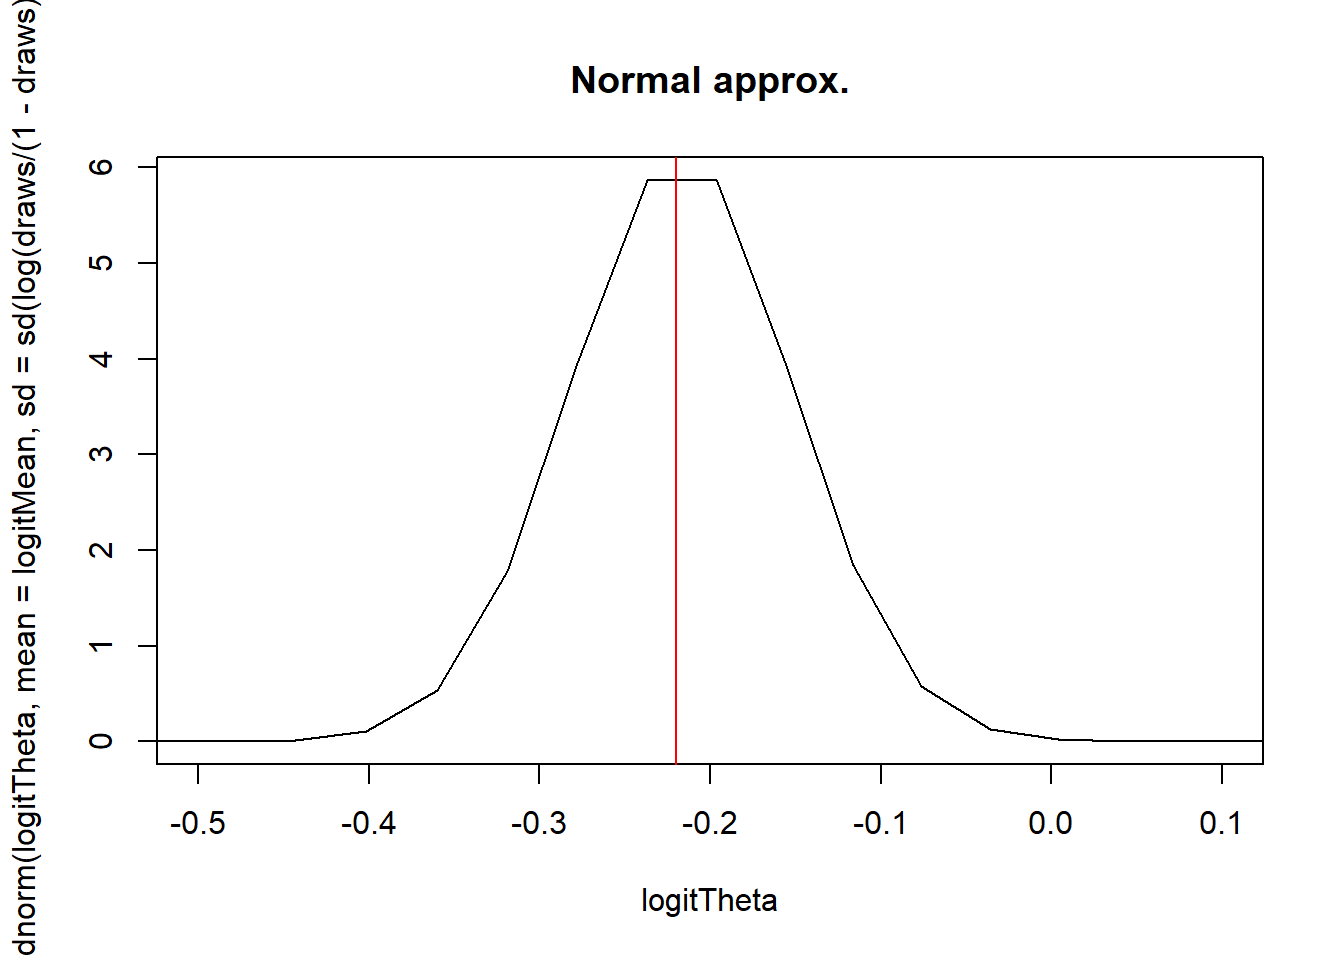 Normal approx.
dnorm(logitTheta, mean = logitMean, sd = sd(log(draws/(1 - draws)
6
5
4
3
2
1
0
-0.5 -0.4 -0.3 -0.2 -0.1 0.0 0.1
logitTheta